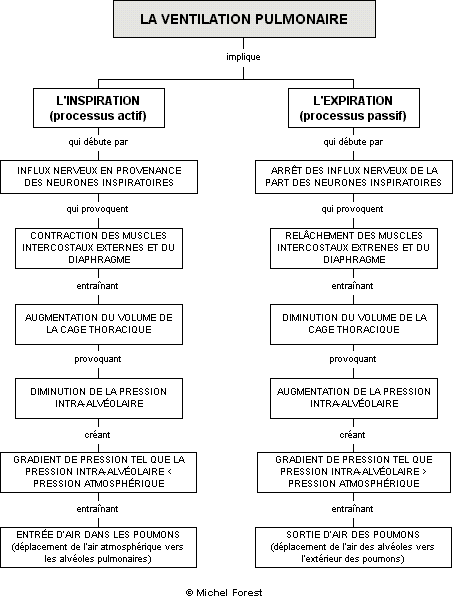 LA VENTILATION PULMONAIRE
implique
L'INSPIRATION
(processus actif)
qui débute par
INFLUX NERVEUX EN PROVENANCE
DES NEURONES INSPIRATOIRES
qui provoquent
CONTRACTION DES MUSCLES
INTERCOSTAUX EXTERNES ET DU
DIAPHRAGME
entraînant
AUGMENTATION DU VOLUME DE
LA CAGE THORACIQUE
provoquant
DIMINUTION DE LA PRESSION
INTRA-ALVÉOLAIRE
créant
GRADIENT DE PRESSION TEL QUE LA
PRESSION INTRA-ALVÉOLAIRE <
PRESSION ATMOSPHÉRIQUE
entraînant
ENTRÉE D'AIR DANS LES POUMONS
(déplacement de l'air atmosphérique vers
les alvéoles pulmonaires)
L'EXPIRATION
(processus passif)
qui débute par
ARRÊT DES INFLUX NERVEUX DE LA
PART DES NEURONES INSPIRATOIRES
qui provoquent
RELÂCHEMENT DES MUSCLES
INTERCOSTAUX EXTRENES ET DU
DIAPHRAGME
entraînant
DIMINUTION DU VOLUME DE LA
CAGE THORACIQUE
provoquant
AUGMENTATION DE LA PRESSION
INTRA-ALVÉOLAIRE
créant
GRADIENT DE PRESSION TEL QUE
PRESSION INTRA-ALVÉOLAIRE >
PRESSION ATMOSPHÉRIQUE
entraînant
SORTIE D'AIR DES POUMONS
(déplacement de l'air des alvéoles vers
l'extérieur des poumons)
© Michel Forest